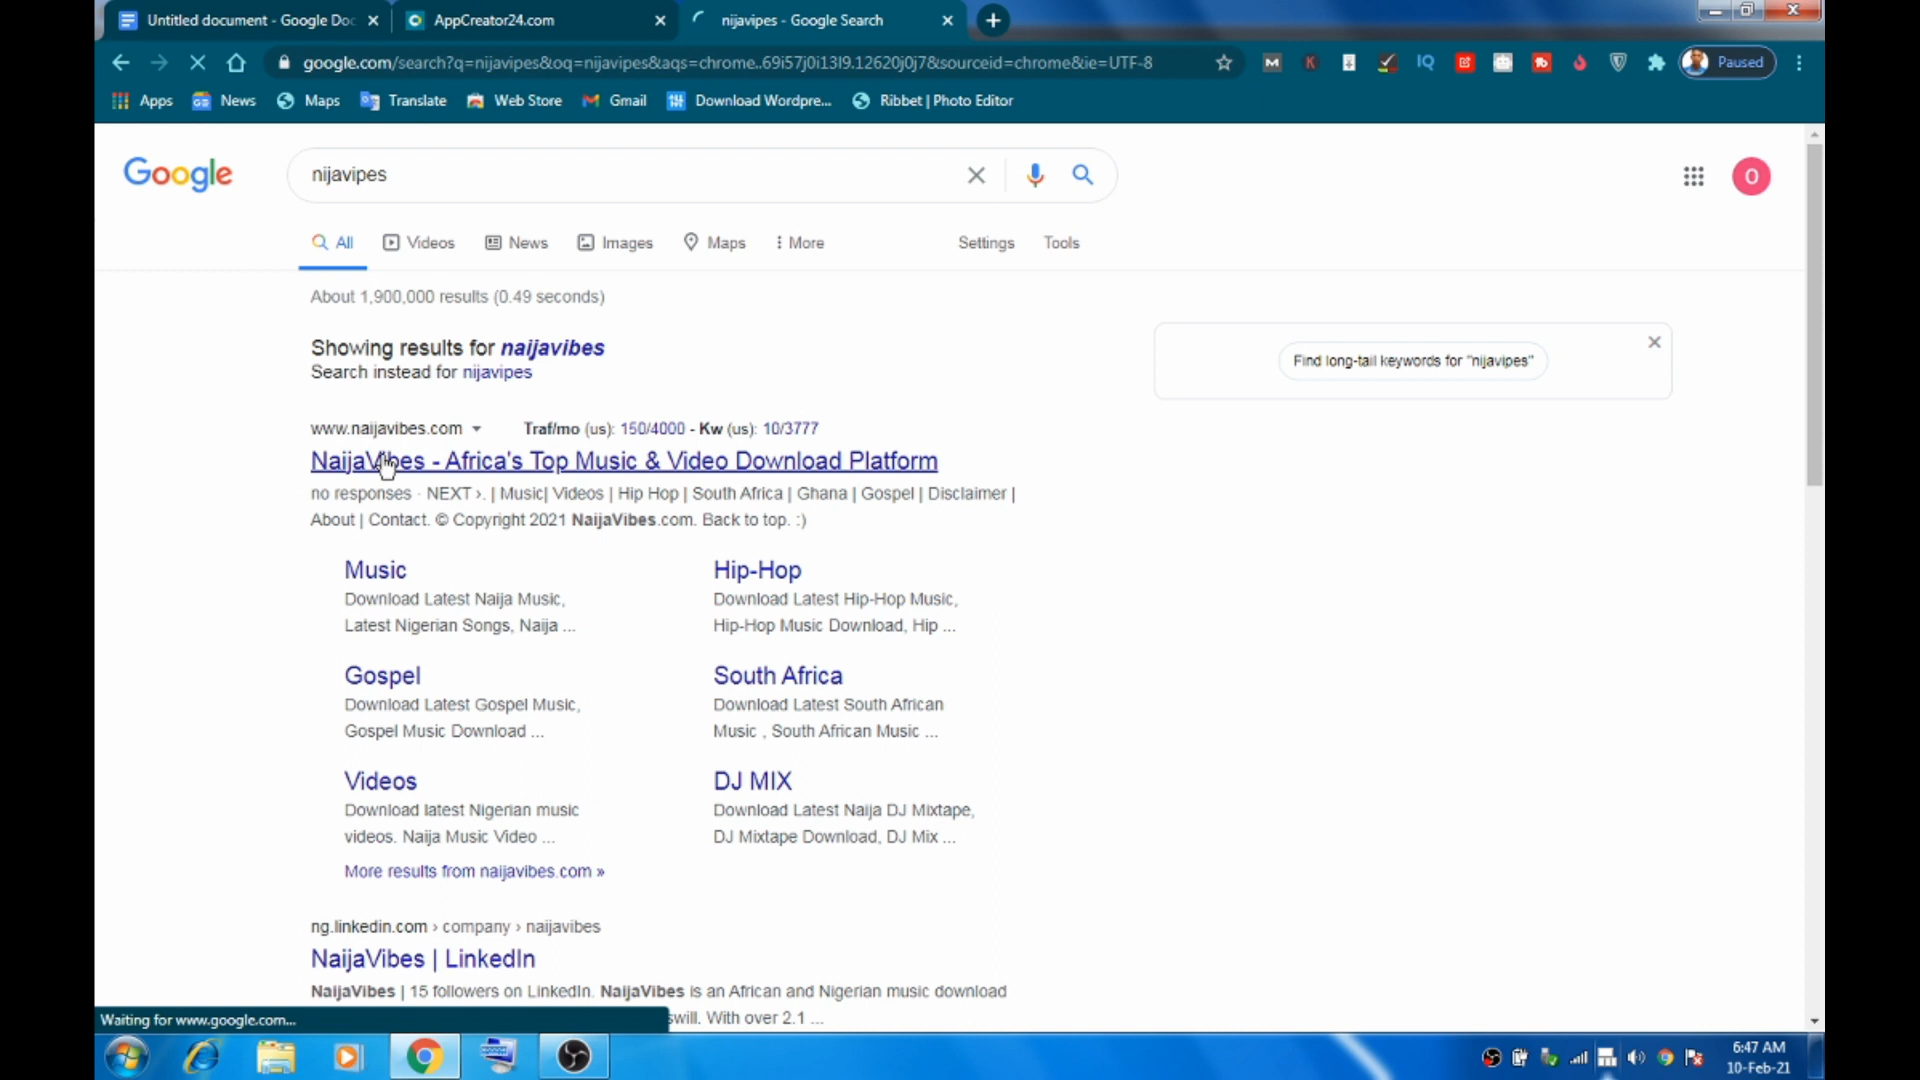 Untitled document - Google Doc
AppCreator24.com
nijavipes - Google Search
google.com/search?q=nijavipes&oq=nijavipes&aqs=chrome..69i57j0i13l9.12620j0j7&sourceid=chrome&ie=UTF-8
Paused
Apps
News
Maps
Translate
Web Store
Gmail
Download Wordpre...
Ribbet | Photo Editor
Google
nijavipes
O
All
Videos
News
Images
Maps
More
Settings
Tools
About 1,900,000 results (0.49 seconds)
Showing results for naijavibes
Search instead for nijavipes
Find long-tail keywords for "nijavipes"
www.naijavibes.com
Traf/mo (us): 150/4000 - Kw (us): 10/3777
NaijaVibes - Africa's Top Music & Video Download Platform
no responses · NEXT ›. | Music| Videos | Hip Hop | South Africa | Ghana | Gospel | Disclaimer |
About | Contact. © Copyright 2021 NaijaVibes.com. Back to top. :)
Music
Download Latest Naija Music,
Latest Nigerian Songs, Naija ...
Hip-Hop
Download Latest Hip-Hop Music,
Hip-Hop Music Download, Hip ...
Gospel
Download Latest Gospel Music,
Gospel Music Download ...
South Africa
Download Latest South African
Music , South African Music ...
Videos
Download latest Nigerian music
videos. Naija Music Video ...
DJ MIX
Download Latest Naija DJ Mixtape,
DJ Mixtape Download, DJ Mix ...
More results from naijavibes.com »
ng.linkedin.com › company › naijavibes
NaijaVibes | LinkedIn
NaijaVibes | 15 followers on LinkedIn. NaijaVibes is an African and Nigerian music download
swill. With over 2.1 ...
Waiting for www.google.com...
6:47 AM
10-Feb-21